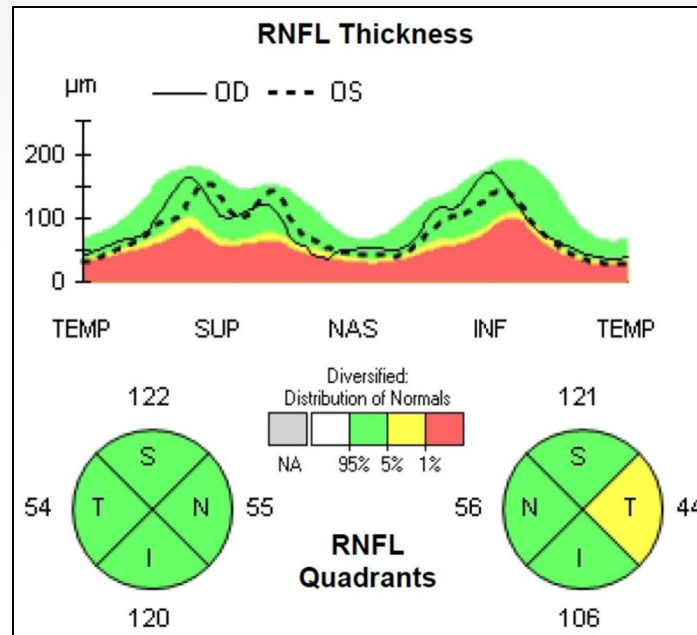 RNFL Thickness
µm
OD OS
200
100
0
TEMP SUP NAS INF TEMP
Diversified:
Distribution of Normals
NA 95% 5% 1%
122
S
54 T N 55
I
120
121
S
56 N T 44
I
106
RNFL
Quadrants